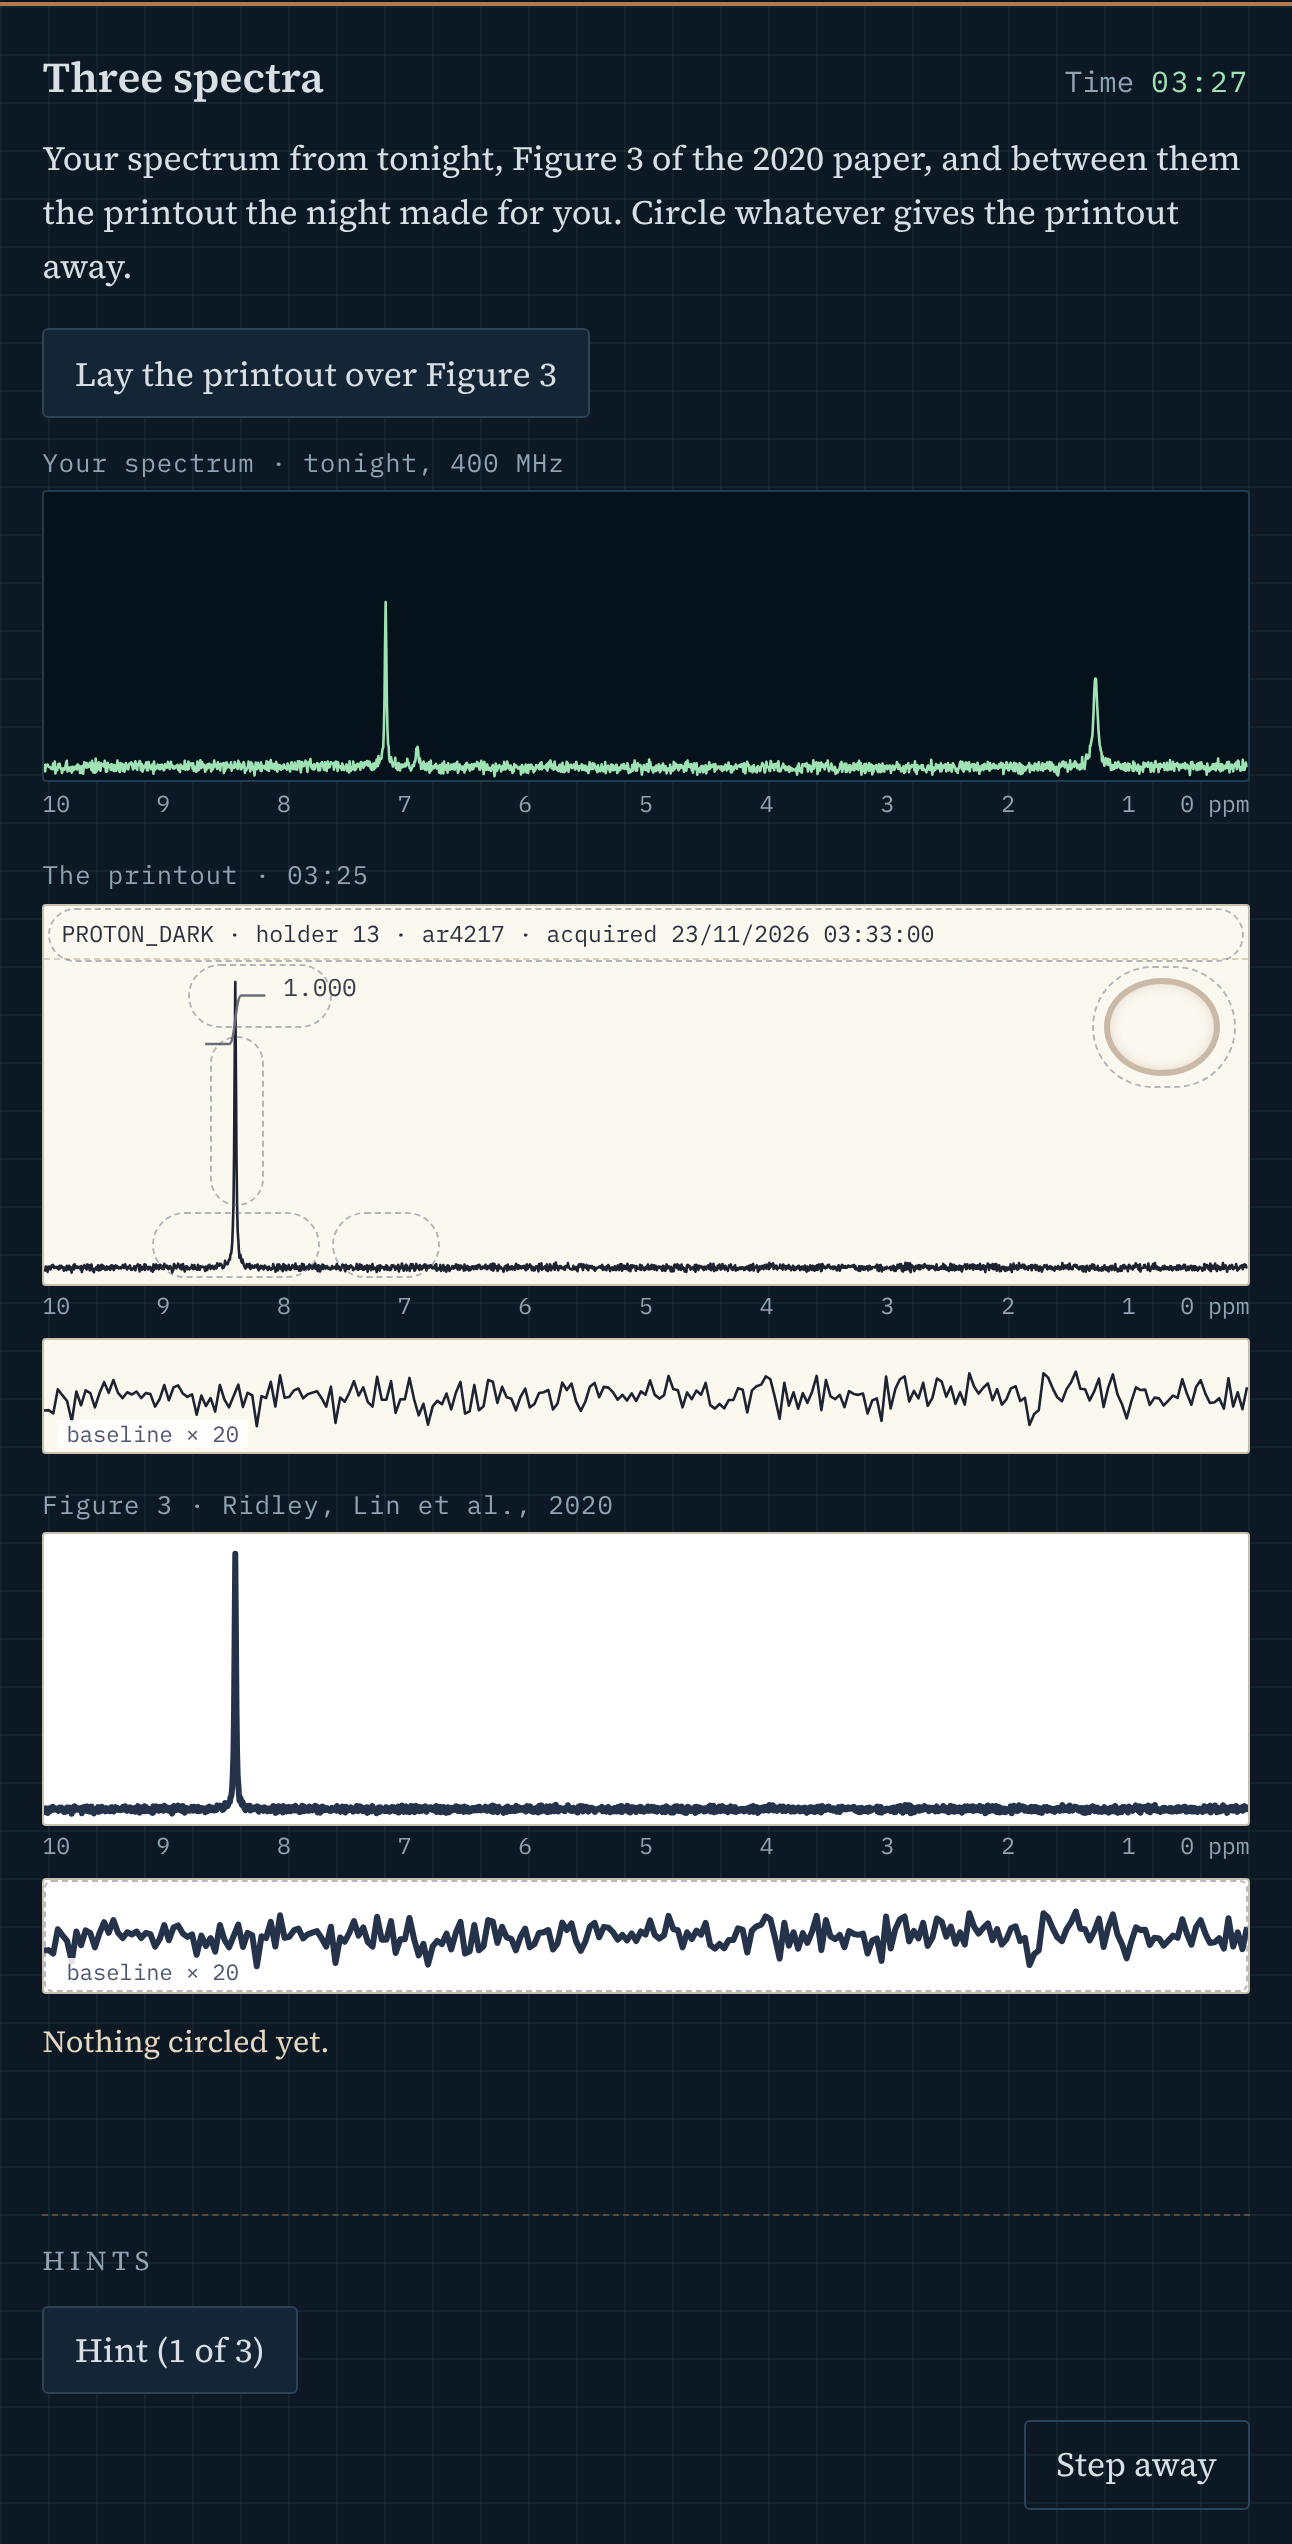 Three spectra
Time 03:27
Your spectrum from tonight, Figure 3 of the 2020 paper, and between them
the printout the night made for you. Circle whatever gives the printout
away.
Lay the printout over Figure 3
Your spectrum · tonight, 400 MHz
10 9 8 7 6 5 4 3 2 1 0 ppm
The printout · 03:25
PROTON_DARK · holder 13 · ar4217 · acquired 23/11/2026 03:33:00
1.000
10 9 8 7 6 5 4 3 2 1 0 ppm
baseline × 20
Figure 3 · Ridley, Lin et al., 2020
10 9 8 7 6 5 4 3 2 1 0 ppm
baseline × 20
Nothing circled yet.
HINTS
Hint (1 of 3)
Step away